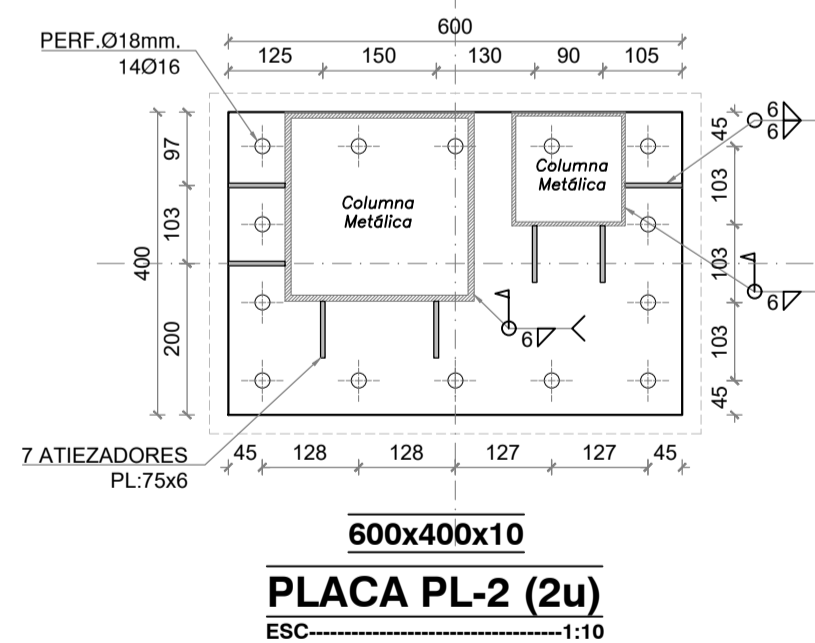 600
PERF.Ø18mm.
14Ø16
125 150 130 90 105
97
103
400
200
Columna
Metálica
Columna
Metálica
45
103
103
103
45
6
6
6
6
7 ATIEZADORES
PL:75x6
45 128 128 127 127 45
600x400x10
PLACA PL-2 (2u)
ESC------------------------------------1:10